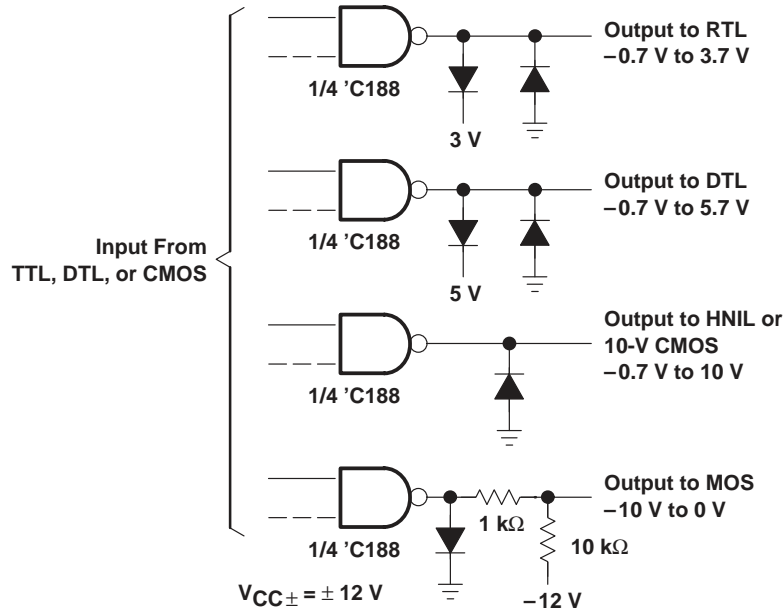 Output to RTL
−0.7 V to 3.7 V
1/4 ’C188
3 V
Output to DTL
−0.7 V to 5.7 V
1/4 ’C188
5 V
Input From
TTL, DTL, or CMOS
Output to HNIL or
10-V CMOS
−0.7 V to 10 V
1/4 ’C188
Output to MOS
−10 V to 0 V
1 kΩ
10 kΩ
1/4 ’C188
−12 V
VCC± = ± 12 V